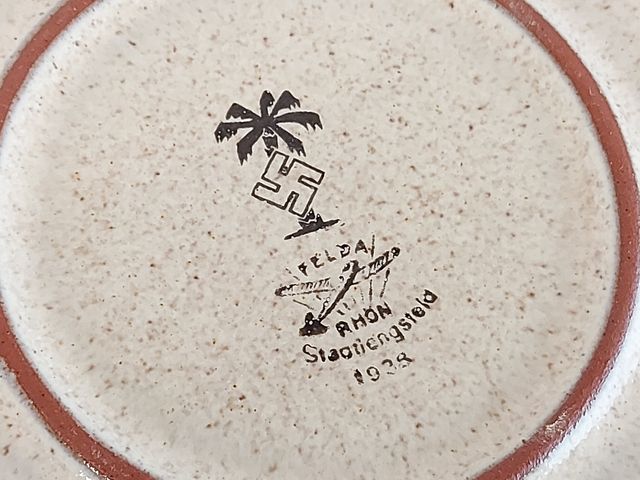 FELDA
RHÖN
Stadtlengsfeld
1938